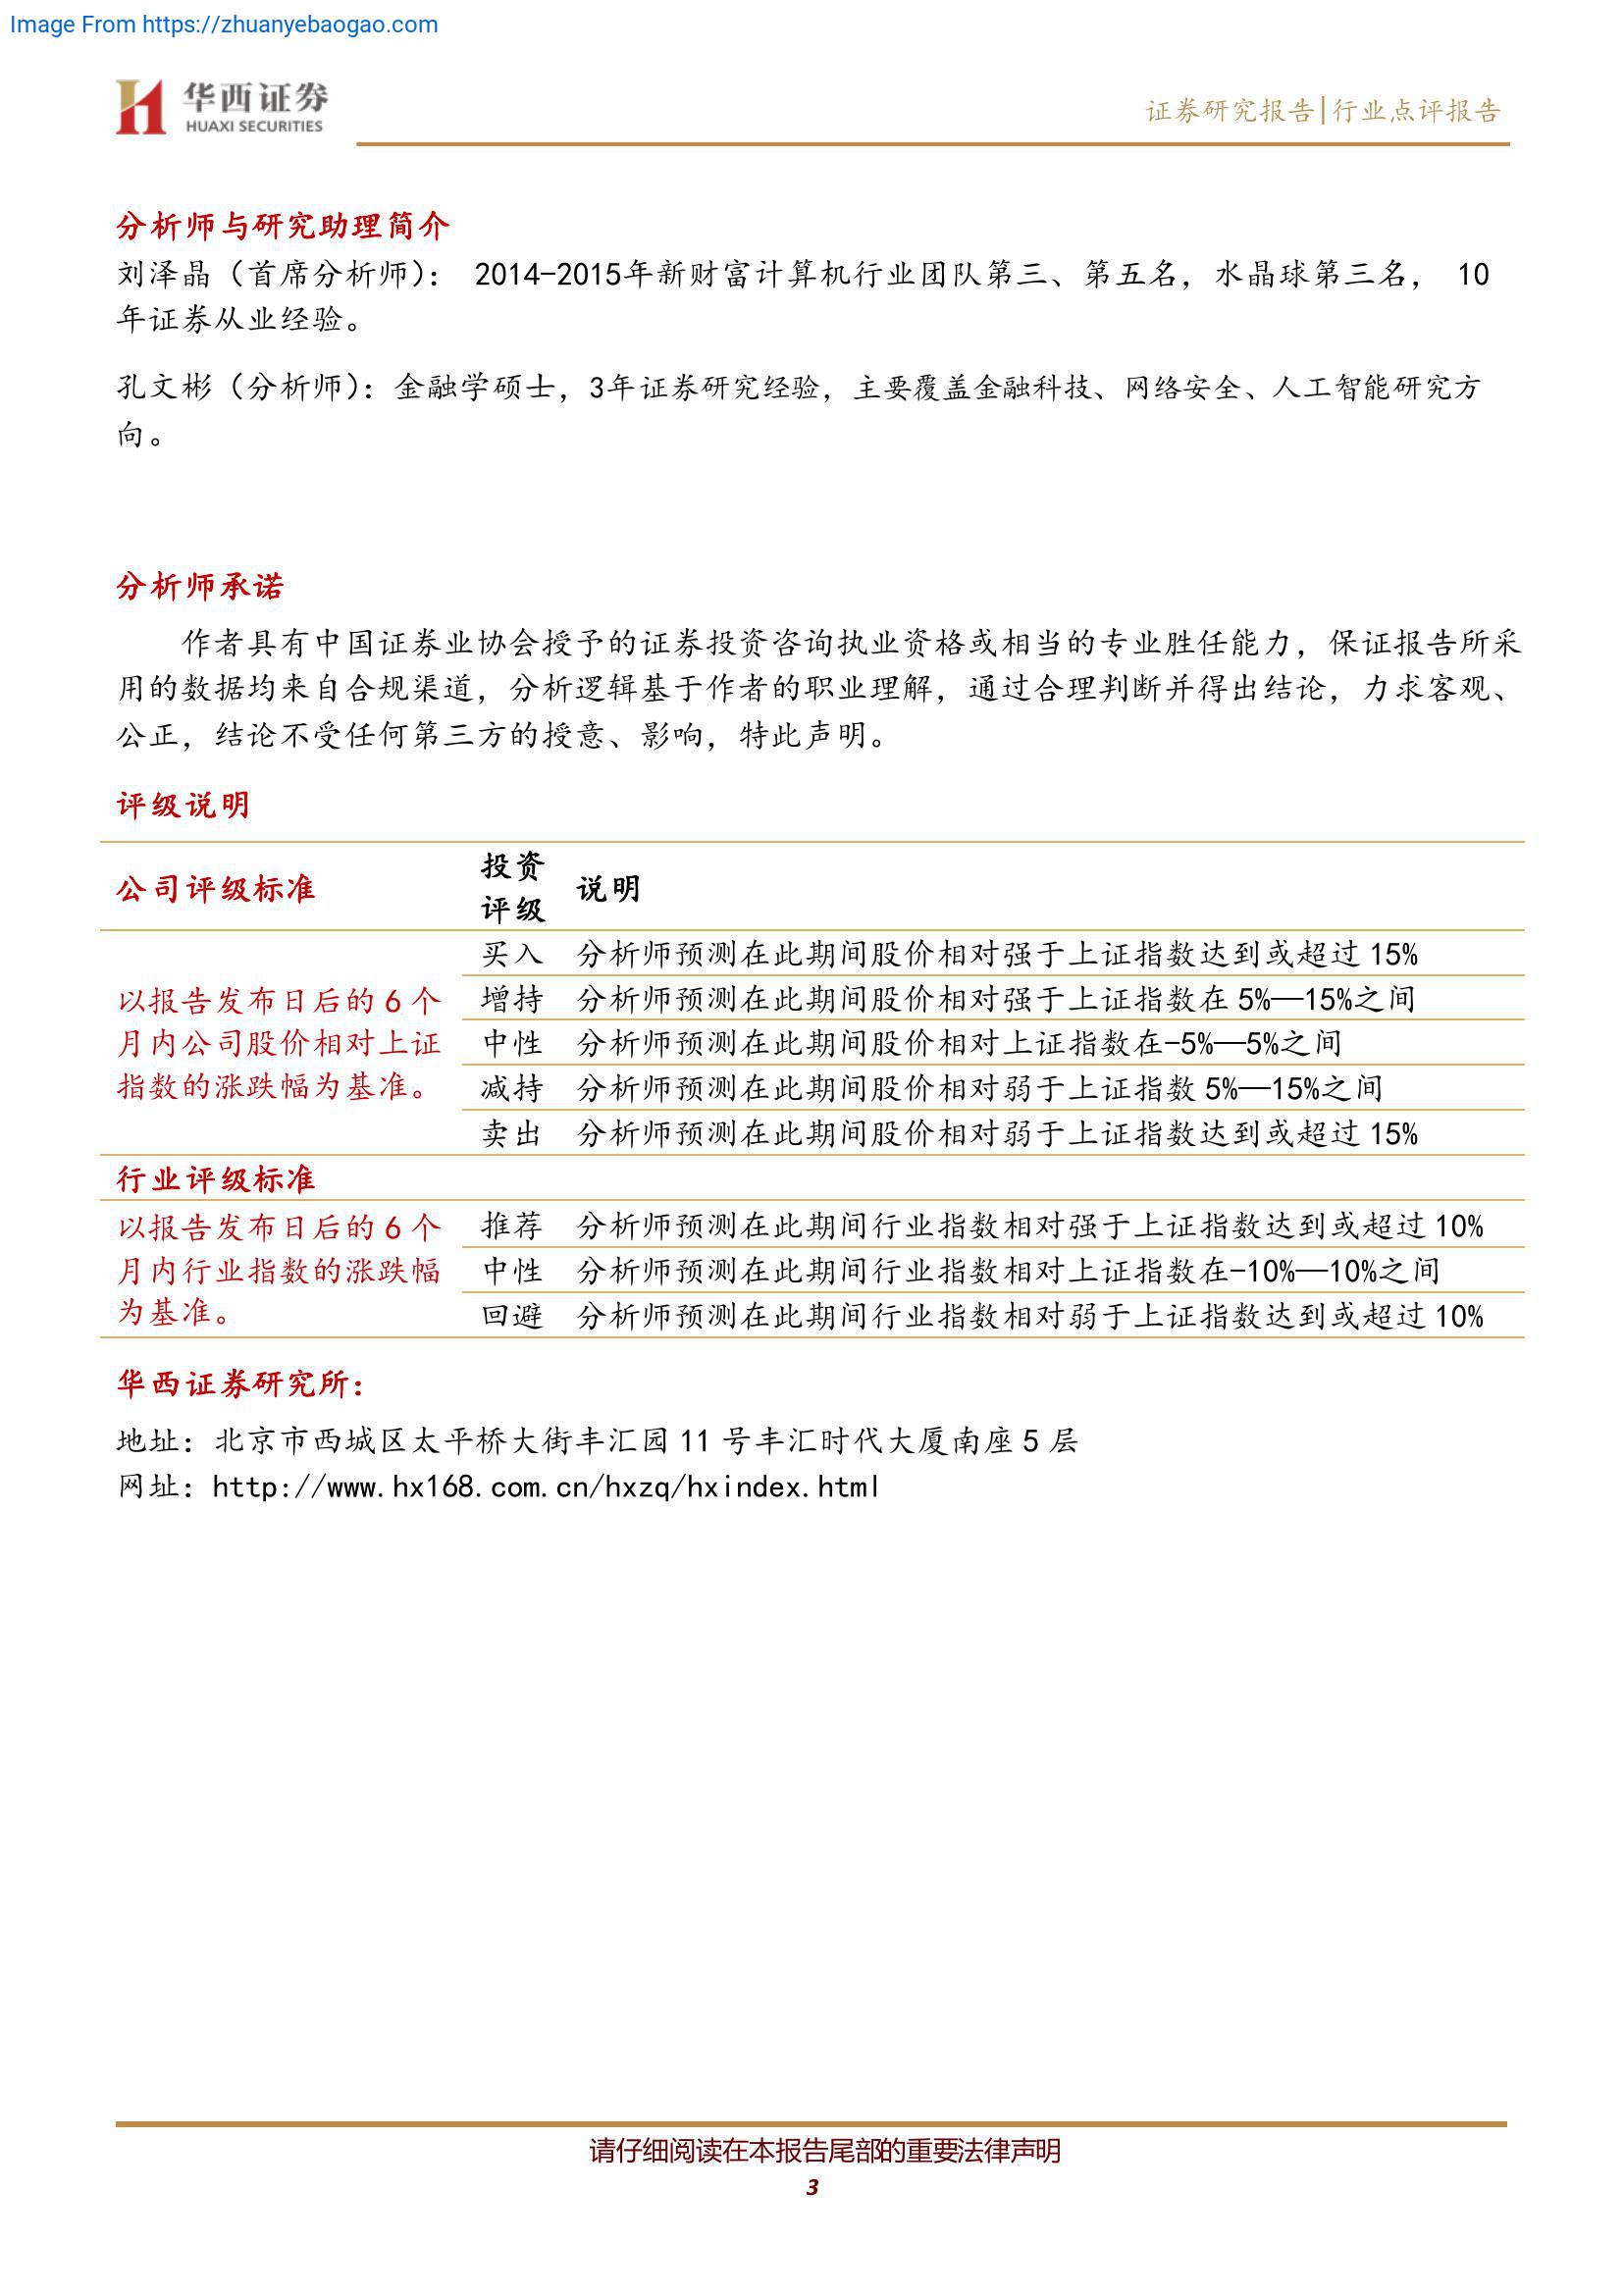 Image From https://zhuanyebaogao.com
华西证券
HUAXI SECURITIES
证券研究报告|行业点评报告
分析师与研究助理简介
刘泽晶（首席分析师）： 2014-2015年新财富计算机行业团队第三、第五名，水晶球第三名， 10
年证券从业经验。
孔文彬（分析师）：金融学硕士，3年证券研究经验，主要覆盖金融科技、网络安全、人工智能研究方
向。
分析师承诺
作者具有中国证券业协会授予的证券投资咨询执业资格或相当的专业胜任能力，保证报告所采
用的数据均来自合规渠道，分析逻辑基于作者的职业理解，通过合理判断并得出结论，力求客观、
公正，结论不受任何第三方的授意、影响，特此声明。
评级说明
公司评级标准
投资
评级
说明
以报告发布日后的 6 个
月内公司股价相对上证
指数的涨跌幅为基准。
买入 分析师预测在此期间股价相对强于上证指数达到或超过 15%
增持 分析师预测在此期间股价相对强于上证指数在 5%—15%之间
中性 分析师预测在此期间股价相对上证指数在-5%—5%之间
减持 分析师预测在此期间股价相对弱于上证指数 5%—15%之间
卖出 分析师预测在此期间股价相对弱于上证指数达到或超过 15%
行业评级标准
以报告发布日后的 6 个
月内行业指数的涨跌幅
为基准。
推荐 分析师预测在此期间行业指数相对强于上证指数达到或超过 10%
中性 分析师预测在此期间行业指数相对上证指数在-10%—10%之间
回避 分析师预测在此期间行业指数相对弱于上证指数达到或超过 10%
华西证券研究所：
地址：北京市西城区太平桥大街丰汇园 11 号丰汇时代大厦南座 5 层
网址：http://www.hx168.com.cn/hxzq/hxindex.html
请仔细阅读在本报告尾部的重要法律声明
3